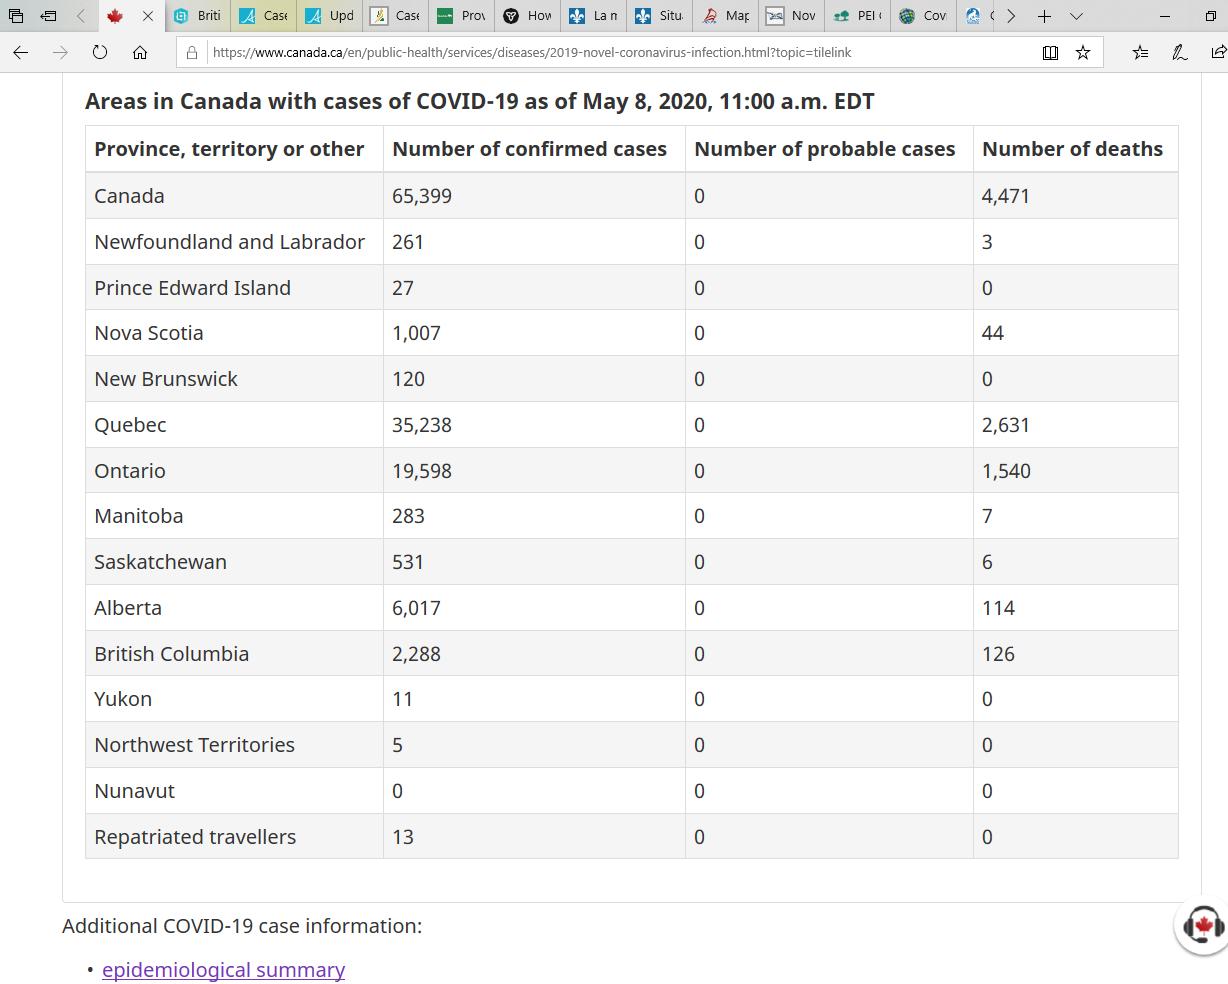 Briti Case Upd Case Prov How La m Situ Map Nov PEI Cov
https://www.canada.ca/en/public-health/services/diseases/2019-novel-coronavirus-infection.html?topic=tilelink
Areas in Canada with cases of COVID-19 as of May 8, 2020, 11:00 a.m. EDT
Province, territory or other Number of confirmed cases Number of probable cases Number of deaths
Canada 65,399 0 4,471
Newfoundland and Labrador 261 0 3
Prince Edward Island 27 0 0
Nova Scotia 1,007 0 44
New Brunswick 120 0 0
Quebec 35,238 0 2,631
Ontario 19,598 0 1,540
Manitoba 283 0 7
Saskatchewan 531 0 6
Alberta 6,017 0 114
British Columbia 2,288 0 126
Yukon 11 0 0
Northwest Territories 5 0 0
Nunavut 0 0 0
Repatriated travellers 13 0 0
Additional COVID-19 case information:
• epidemiological summary